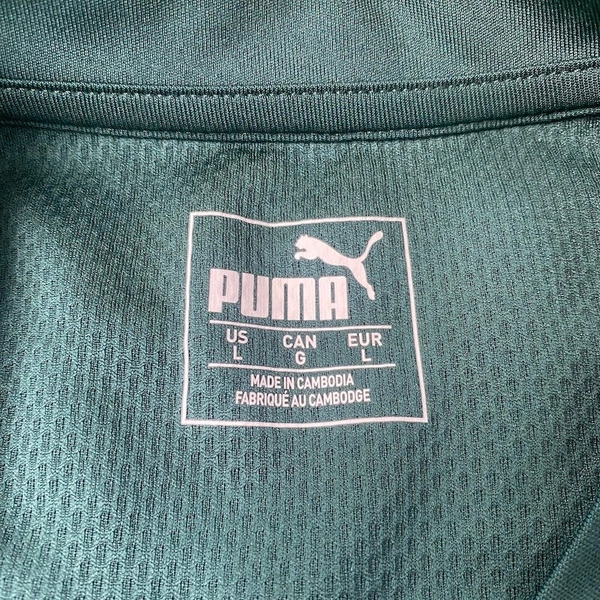 PUMA
US CAN EUR
L G L
MADE IN CAMBODIA
FABRIQUÉ AU CAMBODGE